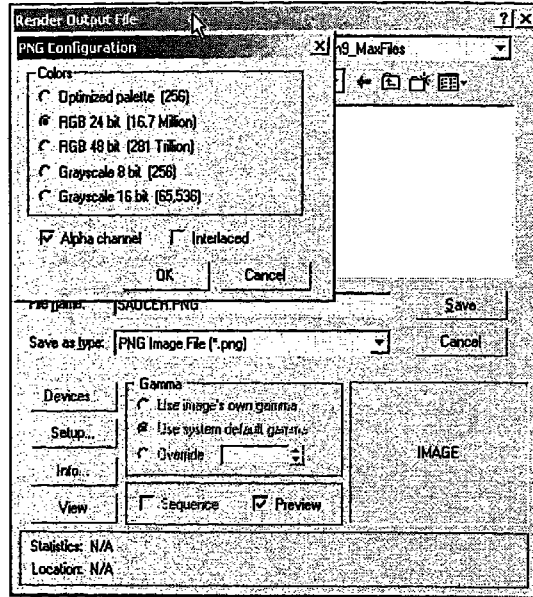 Render Output File
PNG Configuration
n9_MaxFiles
Colors
Optimized palette (256)
RGB 24 bit (16.7 Million)
RGB 48 bit (281 Trillion)
Grayscale 8 bit (256)
Grayscale 16 bit (65,536)
Alpha channel Interlaced
OK Cancel
File name: SAUCER.PNG Save
Save as type: PNG Image File (*.png) Cancel
Devices...
Setup...
Info...
View
Gamma
Use image's own gamma
Use system default gamma
Override
Sequence Preview
IMAGE
Statistics: N/A
Location: N/A